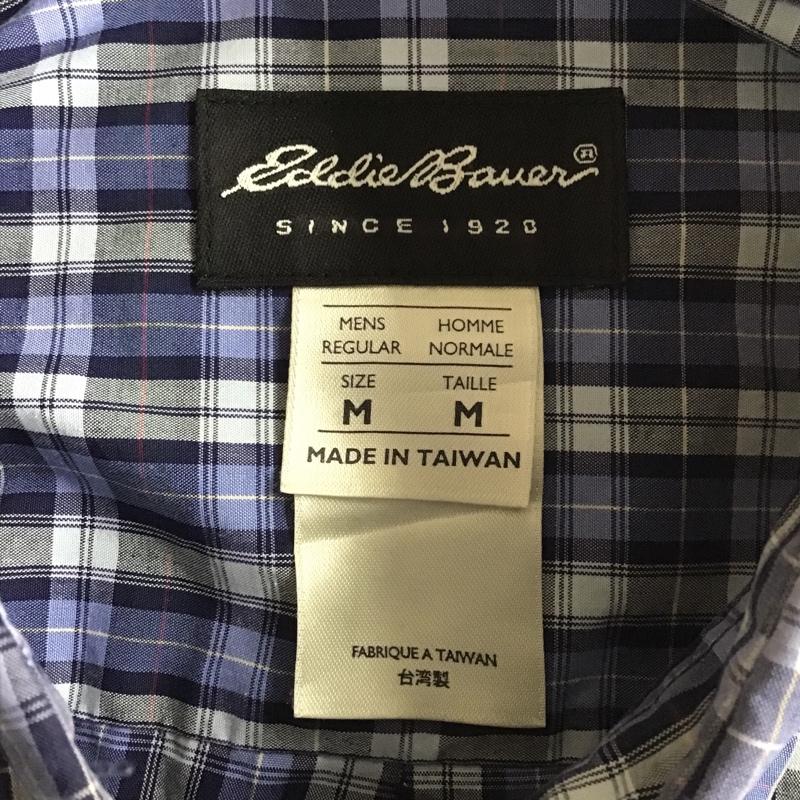 Eddie Bauer®
SINCE 1920
MENS HOMME
REGULAR NORMALE
SIZE TAILLE
M M
MADE IN TAIWAN
FABRIQUE A TAIWAN
台湾製